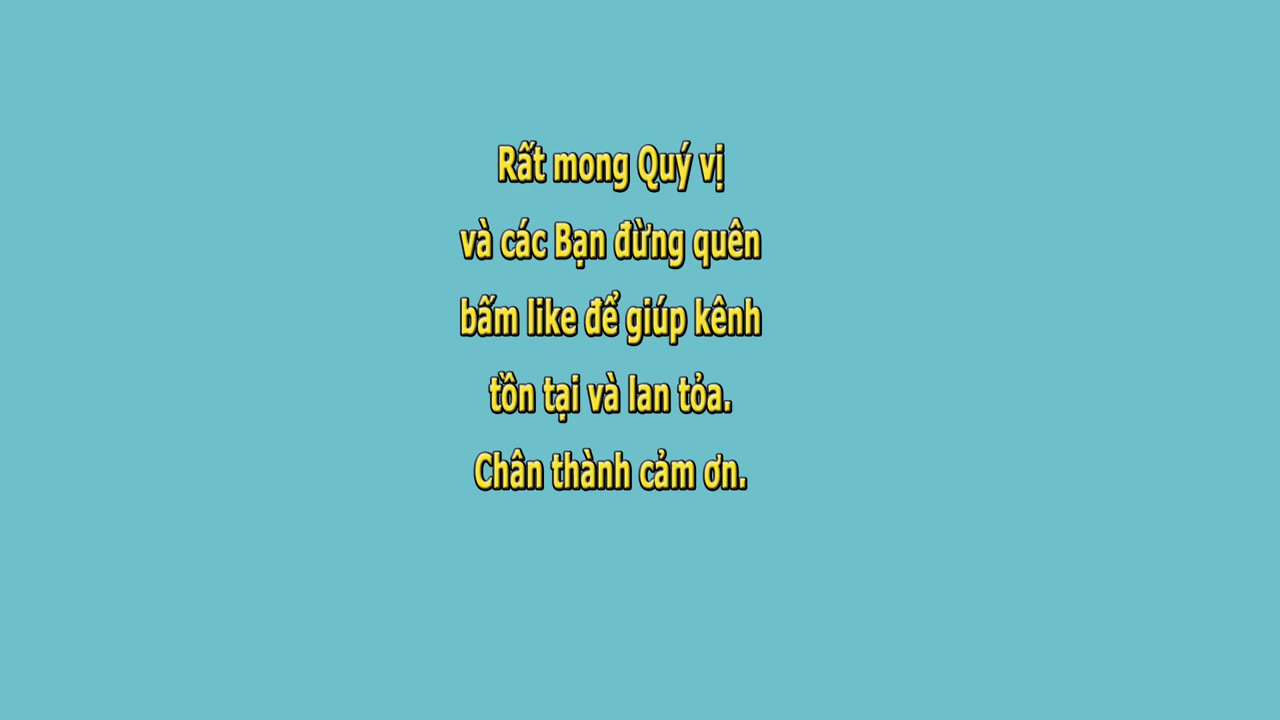 Rất mong Quý vị
và các Bạn đừng quên
bấm like để giúp kênh
tồn tại và lan tỏa.
Chân thành cảm ơn.